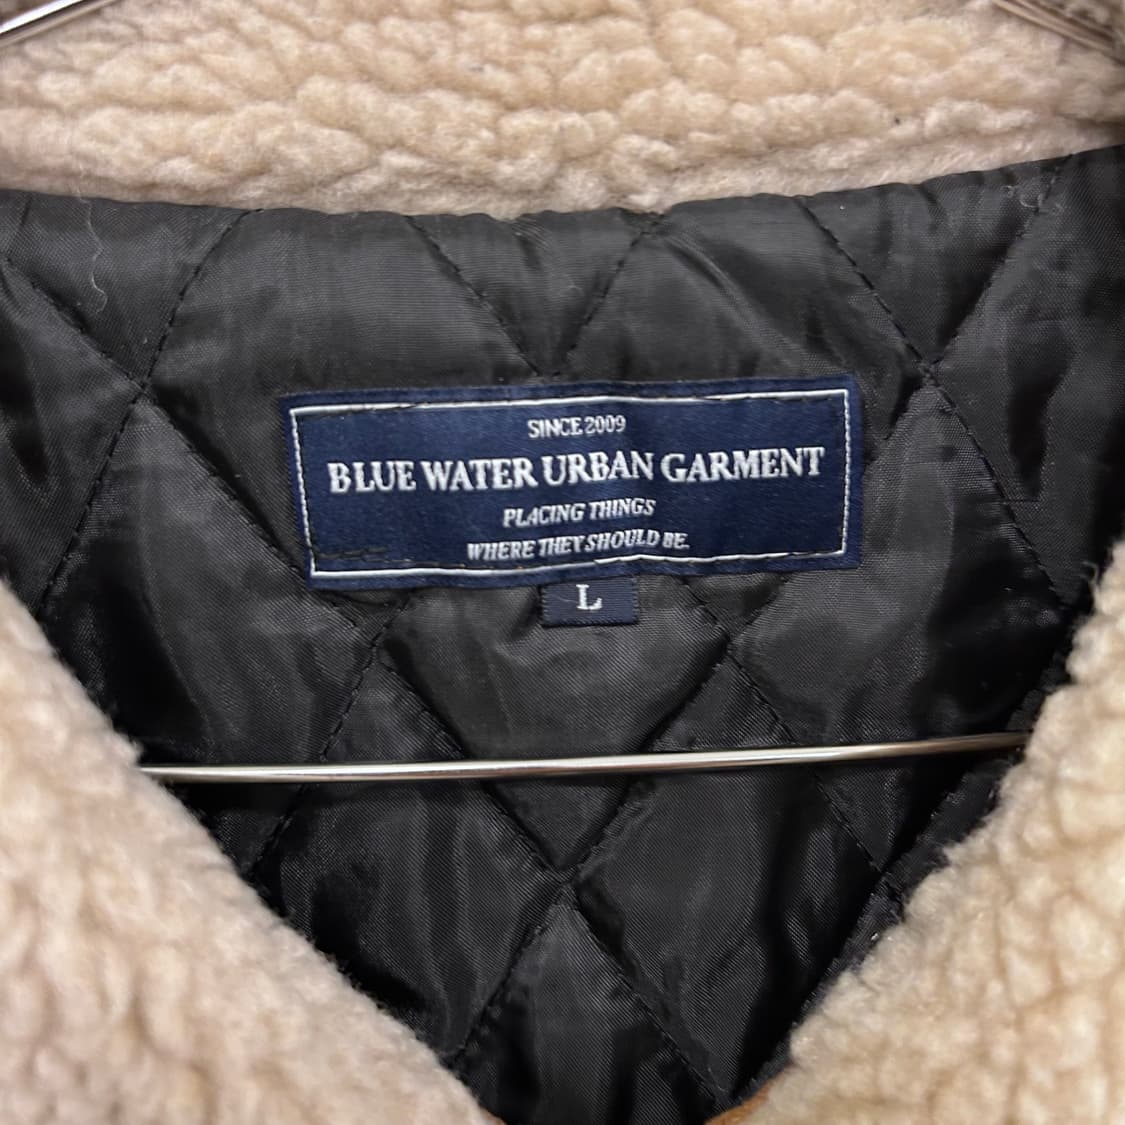 SINCE 2009
BLUE WATER URBAN GARMENT
PLACING THINGS
WHERE THEY SHOULD BE.
L